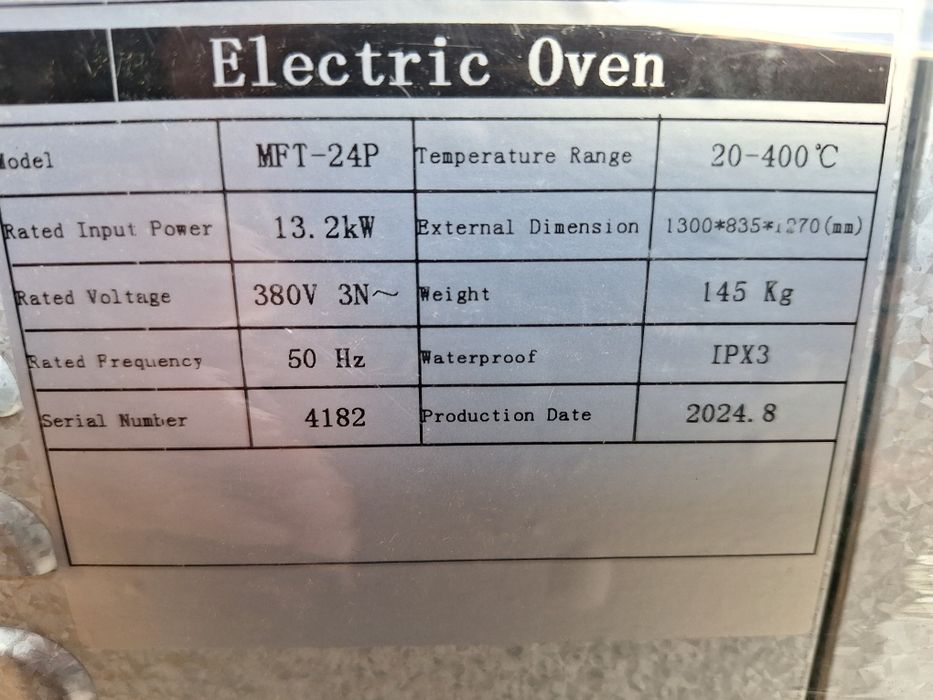 Electric Oven
Model MFT-24P Temperature Range 20-400℃
Rated Input Power 13.2kW External Dimension 1300*835*1270(mm)
Rated Voltage 380V 3N~ Weight 145 Kg
Rated Frequency 50 Hz Waterproof IPX3
Serial Number 4182 Production Date 2024.8